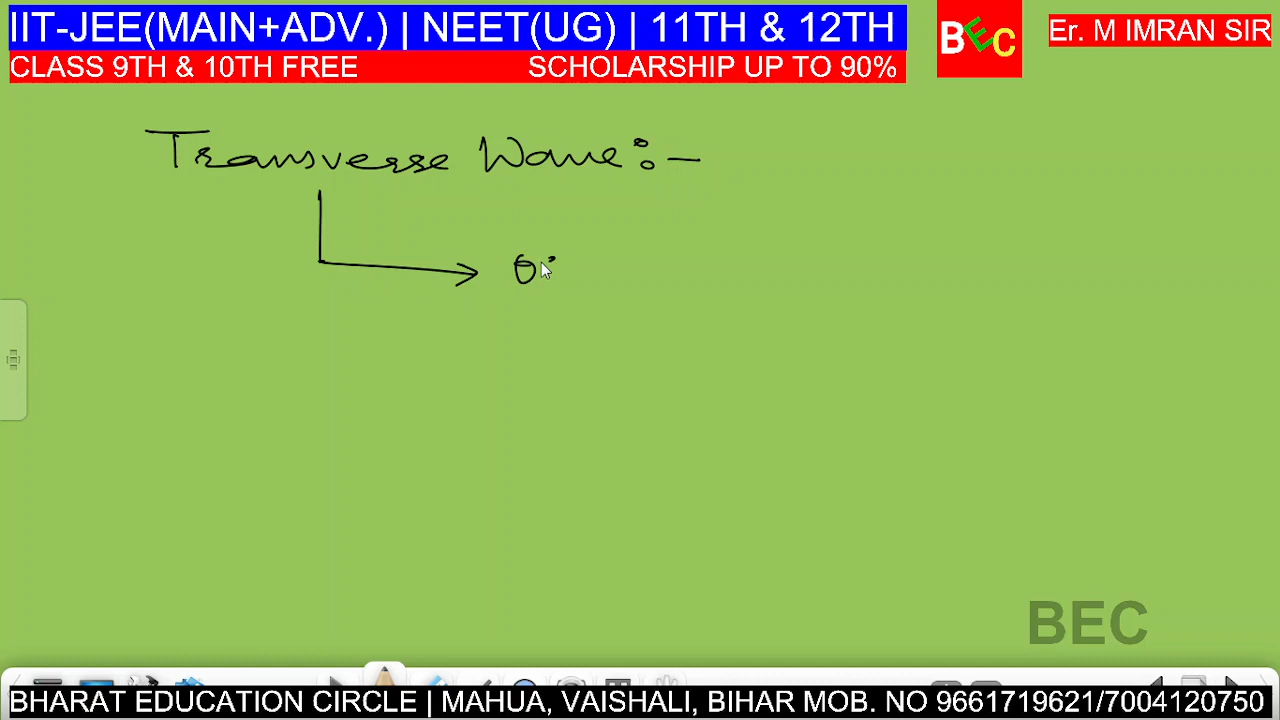 IIT-JEE(MAIN+ADV.) | NEET(UG) | 11TH & 12TH
CLASS 9TH & 10TH FREE SCHOLARSHIP UP TO 90%
BEC
Er. M IMRAN SIR
Transverse Wave:-
θ
BEC
BHARAT EDUCATION CIRCLE | MAHUA, VAISHALI, BIHAR MOB. NO 9661719621/7004120750